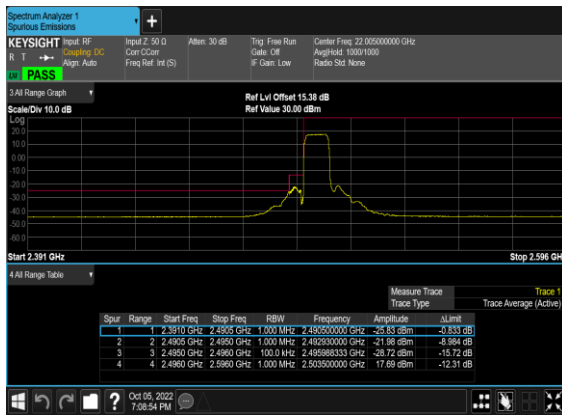 Spectrum Analyzer 1
Spurious Emissions
KEYSIGHT Input: RF Input Z: 50 Ω Atten: 30 dB Trig: Free Run Center Freq: 22.005000000 GHz
R T Coupling: DC Corr CCorr Gate: Off Avg|Hold: 1000/1000
Align: Auto Freq Ref: Int (S) IF Gain: Low Radio Std: None
PASS
3 All Range Graph
Ref Lvl Offset 15.38 dB
Scale/Div 10.0 dB Ref Value 30.00 dBm
Log
20.0
10.0
0.00
-10.0
-20.0
-30.0
-40.0
-50.0
-60.0
Start 2.391 GHz Stop 2.596 GH
4 All Range Table
Measure Trace Trace 1
Trace Type Trace Average (Active)
Spur Range Start Freq Stop Freq RBW Frequency Amplitude ΔLimit
1 1 2.3910 GHz 2.4905 GHz 1.000 MHz 2.490500000 GHz -25.83 dBm -0.833 dB
2 2 2.4905 GHz 2.4950 GHz 1.000 MHz 2.492930000 GHz -21.98 dBm -8.984 dB
3 3 2.4950 GHz 2.4960 GHz 100.0 kHz 2.495988333 GHz -28.72 dBm -15.72 dB
4 4 2.4960 GHz 2.5960 GHz 1.000 MHz 2.503500000 GHz 17.69 dBm -12.31 dB
? Oct 05, 2022
7:08:54 PM